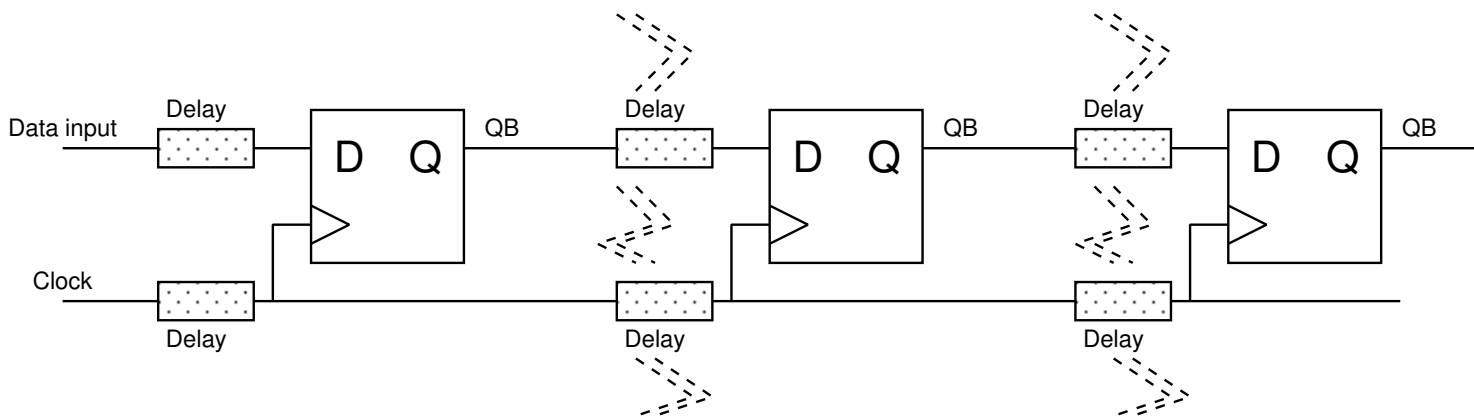 Delay Delay Delay
Data input QB QB QB
D Q D Q D Q
Clock
Delay Delay Delay